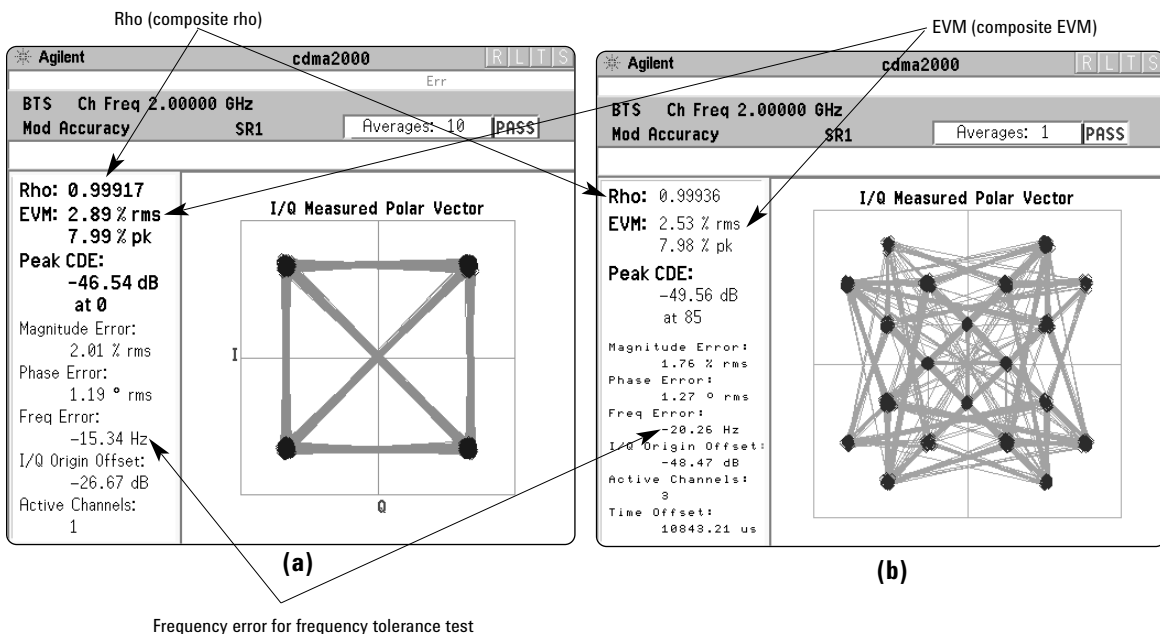 Rho (composite rho)
EVM (composite EVM)
Agilent cdma2000 R L T S
Err
BTS Ch Freq 2.00000 GHz
Mod Accuracy SR1 Averages: 10 PASS
Rho: 0.99917
EVM: 2.89 % rms
7.99 % pk
Peak CDE:
-46.54 dB
at 0
Magnitude Error:
2.01 % rms
Phase Error:
1.19 ° rms
Freq Error:
-15.34 Hz
I/Q Origin Offset:
-26.67 dB
Active Channels:
1
I/Q Measured Polar Vector
I
Q
(a)
Agilent cdma2000 R L T S
BTS Ch Freq 2.00000 GHz
Mod Accuracy SR1 Averages: 1 PASS
Rho: 0.99936
EVM: 2.53 % rms
7.98 % pk
Peak CDE:
-49.56 dB
at 85
Magnitude Error:
1.76 % rms
Phase Error:
1.27 ° rms
Freq Error:
-20.26 Hz
I/Q Origin Offset:
-48.47 dB
Active Channels:
3
Time Offset:
10843.21 us
I/Q Measured Polar Vector
(b)
Frequency error for frequency tolerance test